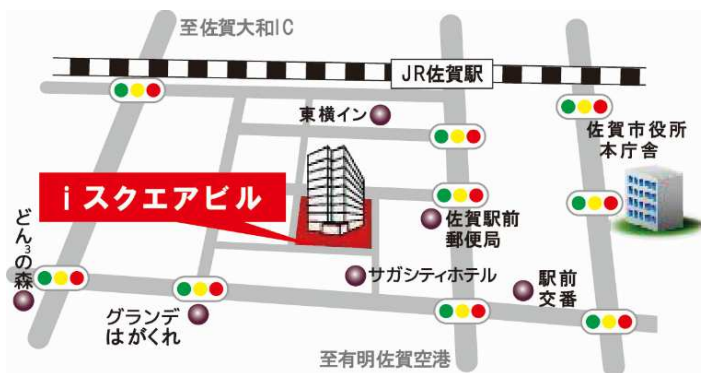 至佐賀大和IC
JR佐賀駅
東横イン
佐賀市役所
本庁舎
iスクエアビル
佐賀駅前
郵便局
どん3の森
サガシティホテル
駅前
交番
グランデ
はがくれ
至有明佐賀空港